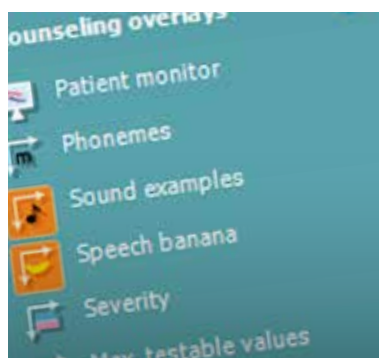 ounseling overlays
Patient monitor
Phonemes
m
Sound examples
Speech banana
Severity
Max. testable values